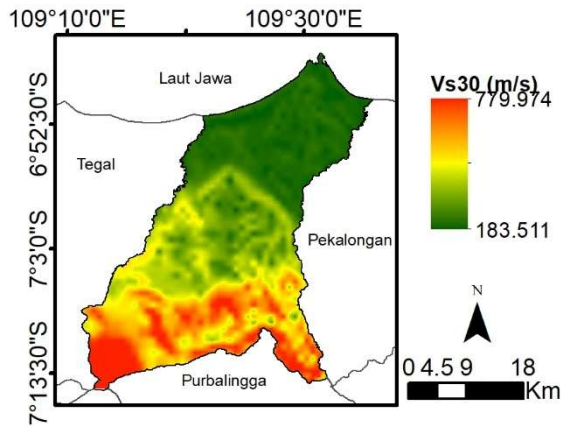 109°10'0"E 109°30'0"E
Laut Jawa
Vs30 (m/s)
779.974
6°52'30"S
Tegal
183.511
Pekalongan
7°3'0"S
N
7°13'30"S
Purbalingga
0 4.5 9 18
Km